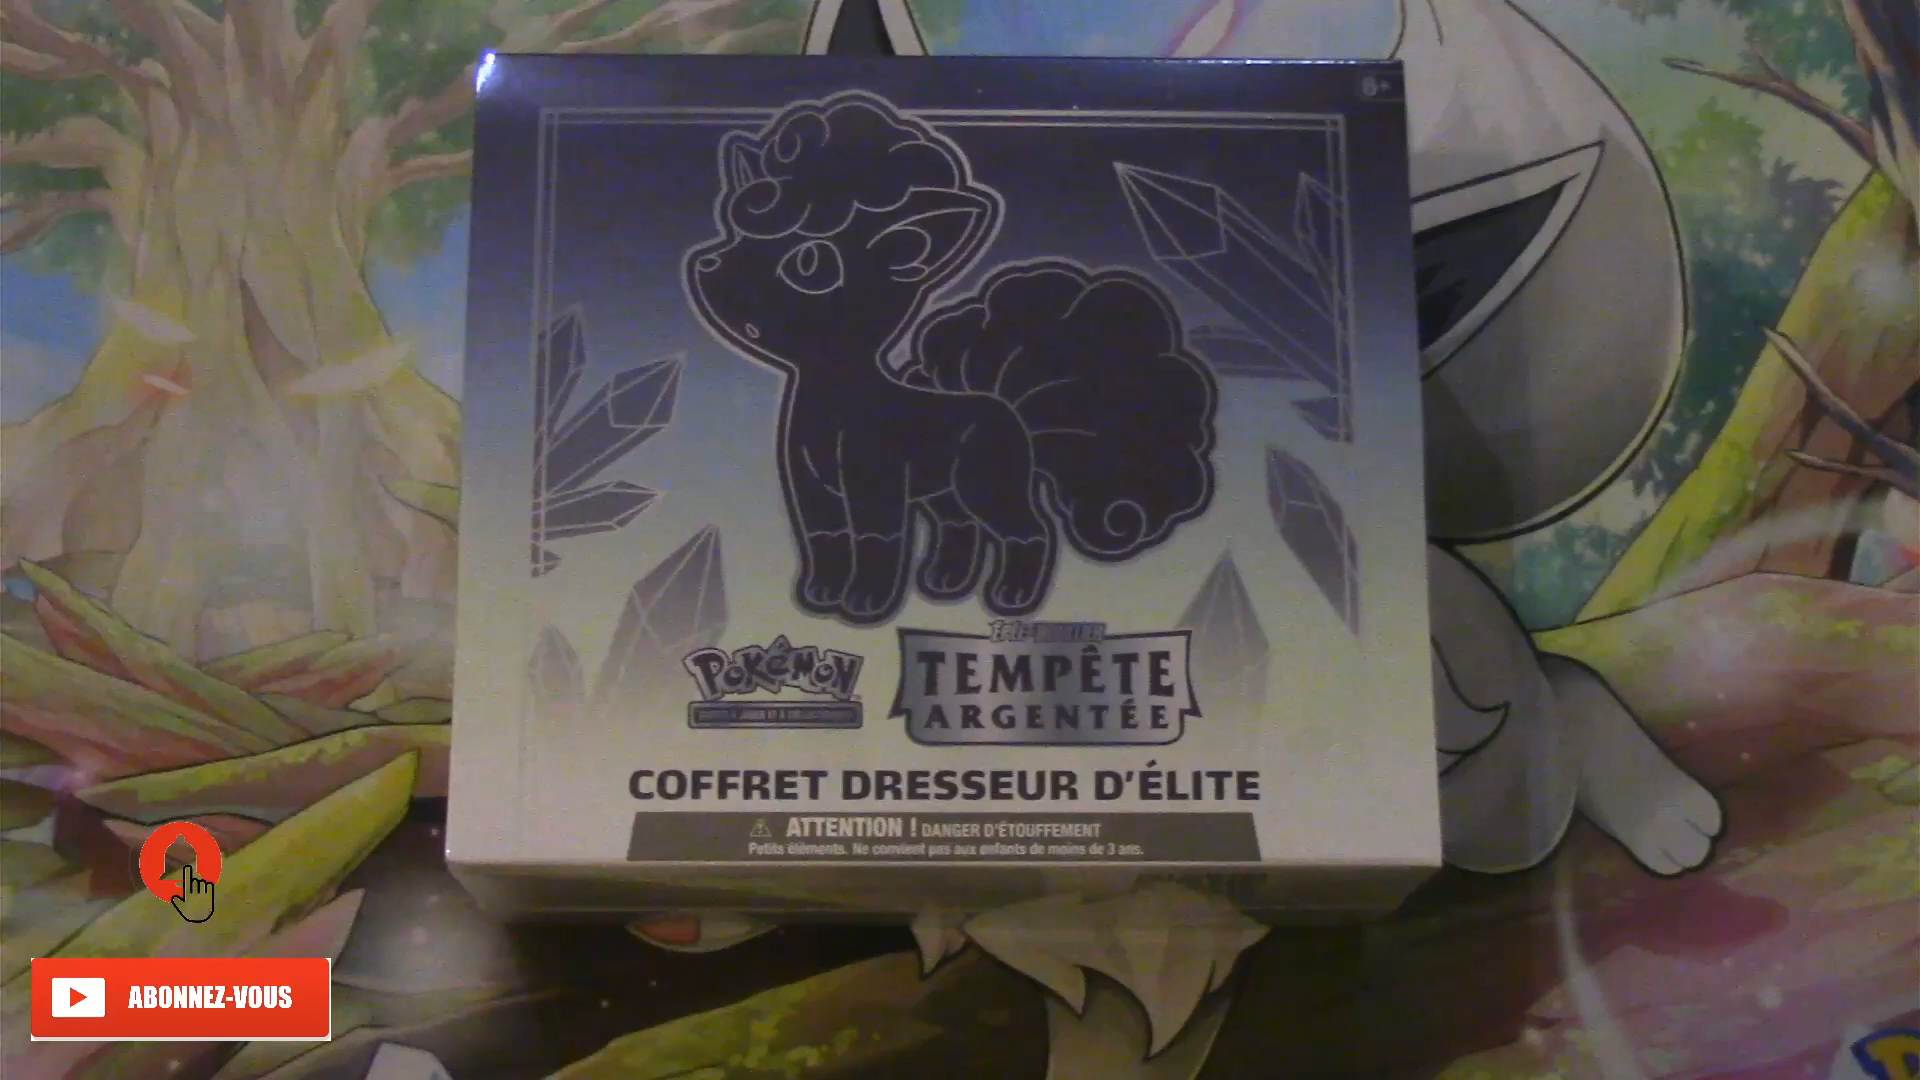 6+
POKéMON
TEMPÊTE
ARGENTÉE
COFFRET DRESSEUR D'ÉLITE
⚠ ATTENTION ! DANGER D'ÉTOUFFEMENT
Petits éléments. Ne convient pas aux enfants de moins de 3 ans.
ABONNEZ-VOUS